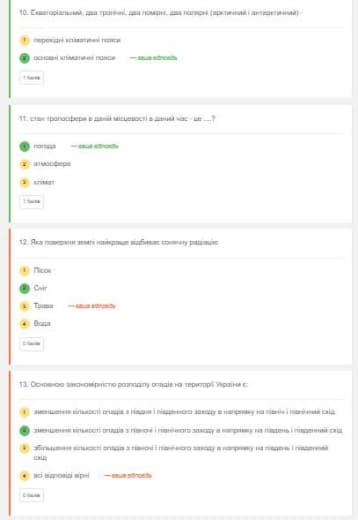 10. Екваторіальний, два тропічні, два помірні, два полярні (арктичний і антарктичний) -
1 перехідні кліматичні пояси
2 основні кліматичні пояси — ваша відповідь
1 балів
11. стан тропосфери в даній місцевості в даний час - це ....?
1 погода — ваша відповідь
2 атмосфера
3 клімат
1 балів
12. Яка поверхня землі найкраще відбиває сонячну радіацію
1 Пісок
2 Сніг
3 Трава — ваша відповідь
4 Вода
0 балів
13. Основною закономірністю розподілу опадів на території України є:
1 зменшення кількості опадів з півдня і південного заходу в напрямку на північ і північний схід
2 зменшення кількості опадів з півночі і північного заходу в напрямку на південь і південний схід
3 збільшення кількості опадів з півночі і північного заходу в напрямку на південь і південний
схід
4 всі відповіді вірні — ваша відповідь
0 балів